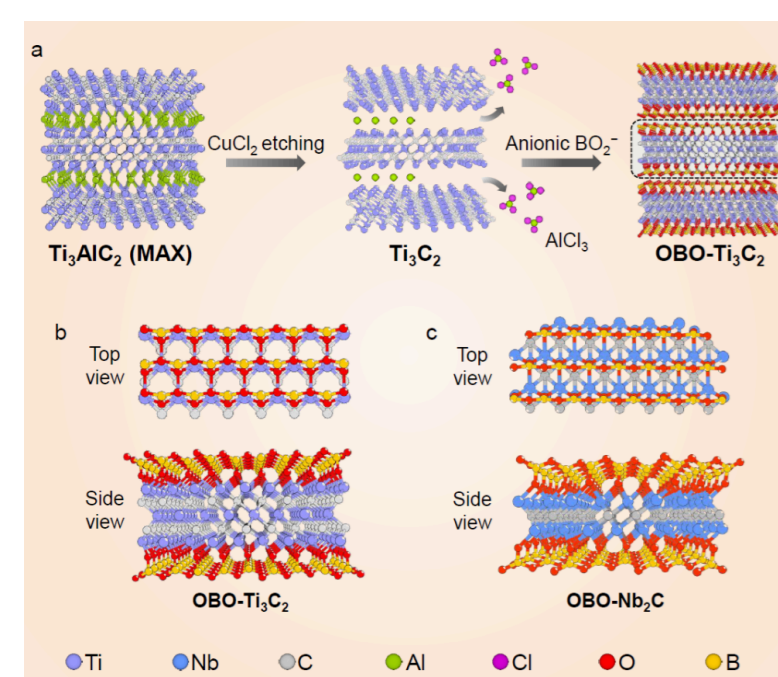 a
CuCl₂ etching
Anionic BO₂⁻
AlCl₃
Ti₃AlC₂ (MAX)
Ti₃C₂
OBO-Ti₃C₂
b
Top
view
Side
view
OBO-Ti₃C₂
c
Top
view
Side
view
OBO-Nb₂C
Ti
Nb
C
Al
Cl
O
B